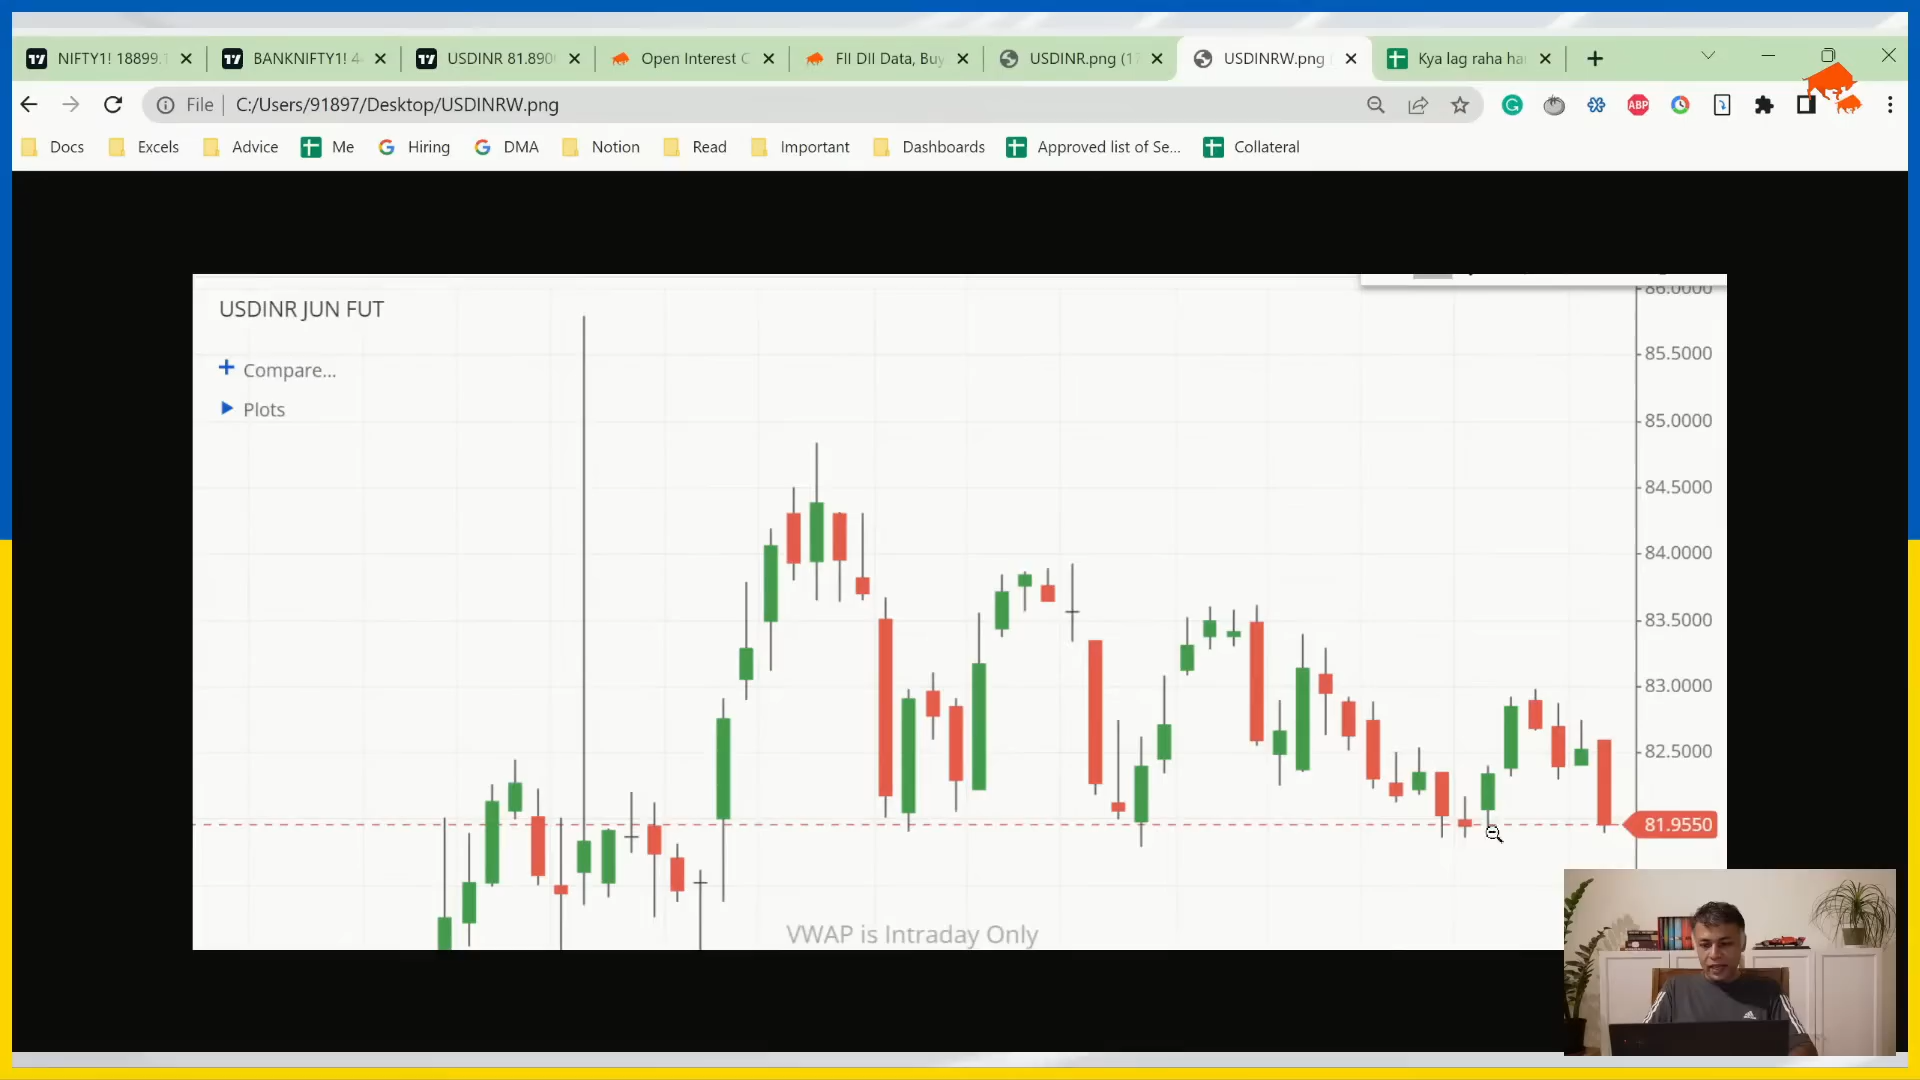 NIFTY1! 18899.
BANKNIFTY1! 4
USDINR 81.890
Open Interest C
FII DII Data, Buy
USDINR.png (1
USDINRW.png
Kya lag raha ha
File C:/Users/91897/Desktop/USDINRW.png
ABP
Docs Excels Advice Me Hiring DMA Notion Read Important Dashboards Approved list of Se... Collateral
USDINR JUN FUT
Compare...
Plots
86.0000
85.5000
85.0000
84.5000
84.0000
83.5000
83.0000
82.5000
81.9550
VWAP is Intraday Only